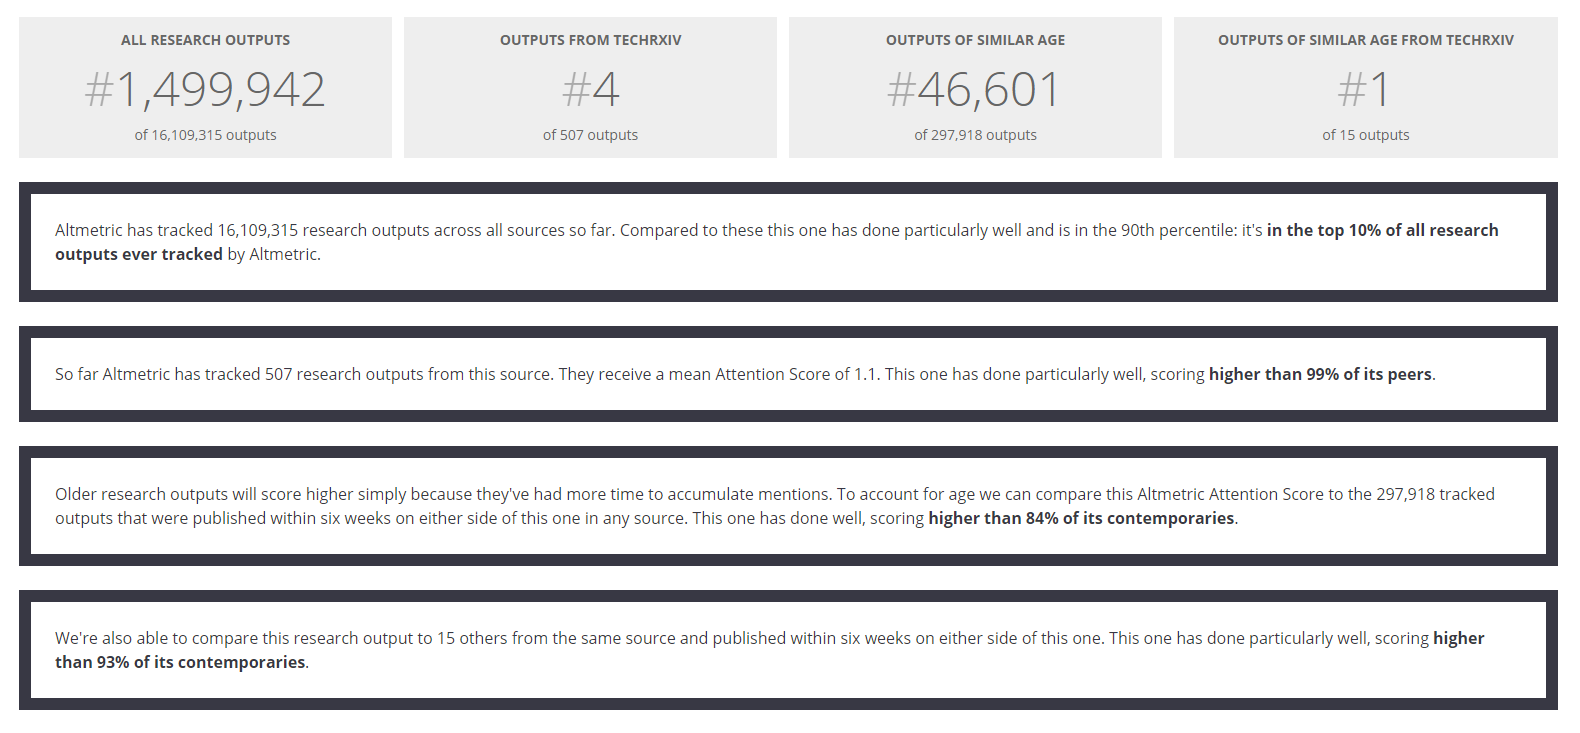 ALL RESEARCH OUTPUTS
#1,499,942
of 16,109,315 outputs
OUTPUTS FROM TECHRXIV
#4
of 507 outputs
OUTPUTS OF SIMILAR AGE
#46,601
of 297,918 outputs
OUTPUTS OF SIMILAR AGE FROM TECHRXIV
#1
of 15 outputs
Altmetric has tracked 16,109,315 research outputs across all sources so far. Compared to these this one has done particularly well and is in the 90th percentile: it's in the top 10% of all research
outputs ever tracked by Altmetric.
So far Altmetric has tracked 507 research outputs from this source. They receive a mean Attention Score of 1.1. This one has done particularly well, scoring higher than 99% of its peers.
Older research outputs will score higher simply because they've had more time to accumulate mentions. To account for age we can compare this Altmetric Attention Score to the 297,918 tracked
outputs that were published within six weeks on either side of this one in any source. This one has done well, scoring higher than 84% of its contemporaries.
We're also able to compare this research output to 15 others from the same source and published within six weeks on either side of this one. This one has done particularly well, scoring higher
than 93% of its contemporaries.